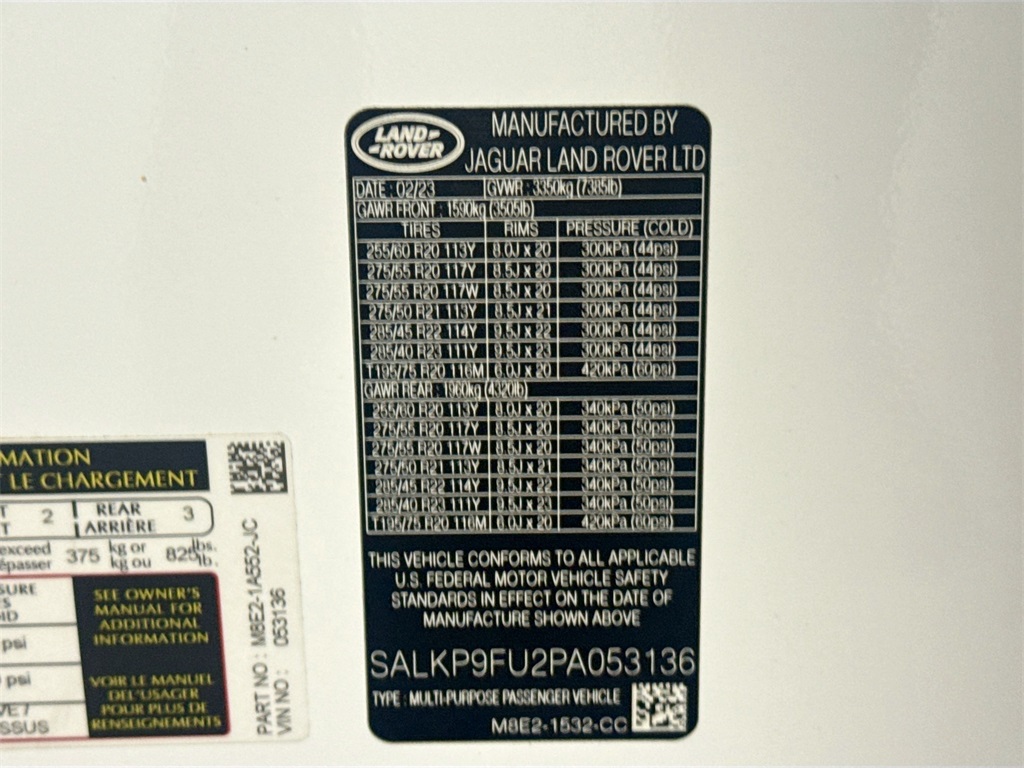 LAND-
-ROVER
MANUFACTURED BY
JAGUAR LAND ROVER LTD
DATE : 02/23 GVWR : 3350kg (7385lb)
GAWR FRONT : 1590kg (3505lb)
TIRES RIMS PRESSURE (COLD)
255/60 R20 113Y 8.0J x 20 300kPa (44psi)
275/55 R20 117Y 8.5J x 20 300kPa (44psi)
275/55 R20 117W 8.5J x 20 300kPa (44psi)
275/50 R21 113Y 8.5J x 21 300kPa (44psi)
285/45 R22 114Y 9.5J x 22 300kPa (44psi)
285/40 R23 111Y 9.5J x 23 300kPa (44psi)
T195/75 R20 116M 6.0J x 20 420kPa (60psi)
GAWR REAR : 1960kg (4320lb)
255/60 R20 113Y 8.0J x 20 340kPa (50psi)
275/55 R20 117Y 8.5J x 20 340kPa (50psi)
275/55 R20 117W 8.5J x 20 340kPa (50psi)
275/50 R21 113Y 8.5J x 21 340kPa (50psi)
285/45 R22 114Y 9.5J x 22 340kPa (50psi)
285/40 R23 111Y 9.5J x 23 340kPa (50psi)
T195/75 R20 116M 6.0J x 20 420kPa (60psi)
THIS VEHICLE CONFORMS TO ALL APPLICABLE
U.S. FEDERAL MOTOR VEHICLE SAFETY
STANDARDS IN EFFECT ON THE DATE OF
MANUFACTURE SHOWN ABOVE
SALKP9FU2PA053136
TYPE : MULTI-PURPOSE PASSENGER VEHICLE
M8E2-1532-CC
MATION
LE CHARGEMENT
T 2 REAR 3
T ARRIÈRE
exceed 375 kg or 825 lbs.
épasser kg ou lb.
SURE
ES
ID
psi
psi
VE7
SSUS
SEE OWNER'S
MANUAL FOR
ADDITIONAL
INFORMATION
VOIR LE MANUEL
DEL'USAGER
POUR PLUS DE
RENSEIGNEMENTS
PART NO : M8E2-1A552-JC
VIN NO : 053136